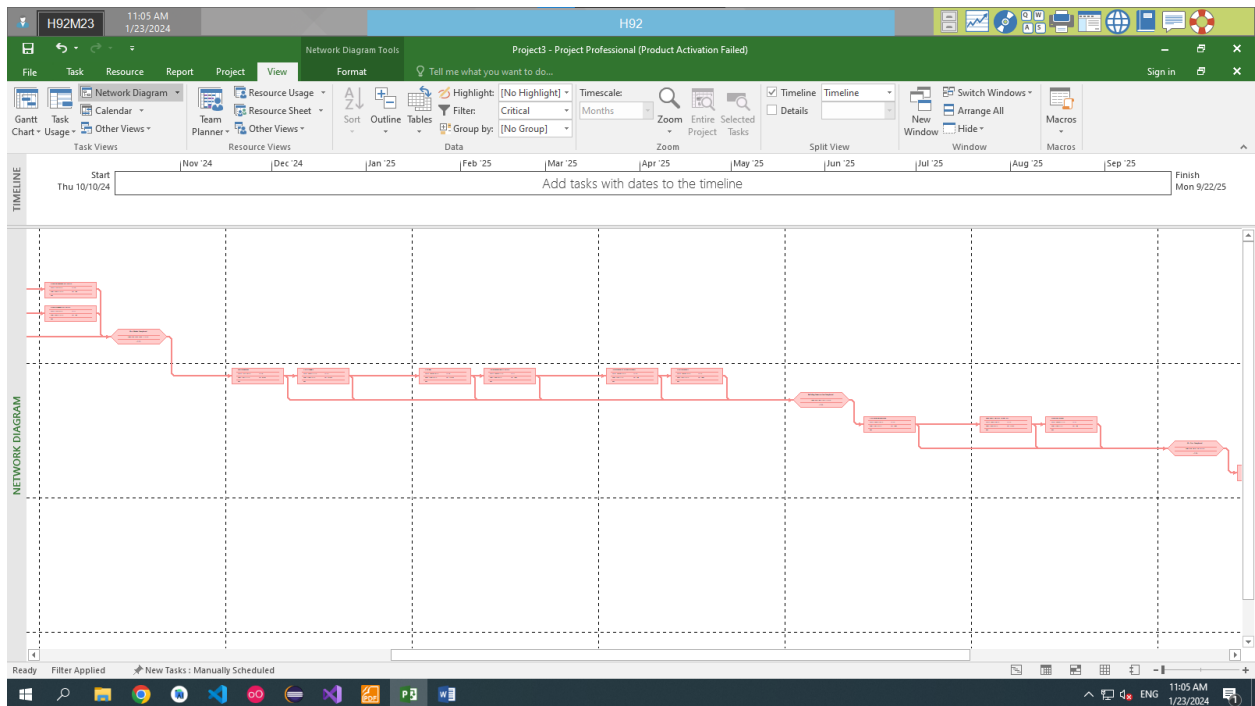 H92M23
11:05 AM
1/23/2024
H92
Network Diagram Tools
Project3 - Project Professional (Product Activation Failed)
File Task Resource Report Project View Format Tell me what you want to do... Sign in
Gantt Chart
Task Usage
Network Diagram
Calendar
Other Views
Task Views
Team Planner
Resource Usage
Resource Sheet
Other Views
Resource Views
Sort
Outline
Tables
Highlight: [No Highlight]
Filter: Critical
Group by: [No Group]
Data
Timescale:
Months
Zoom
Entire Project
Selected Tasks
Zoom
Timeline Timeline
Details
Split View
New Window
Switch Windows
Arrange All
Hide
Window
Macros
Macros
TIMELINE
Nov '24 Dec '24 Jan '25 Feb '25 Mar '25 Apr '25 May '25 Jun '25 Jul '25 Aug '25 Sep '25
Start
Thu 10/10/24
Add tasks with dates to the timeline
Finish
Mon 9/22/25
NETWORK DIAGRAM
Ready Filter Applied New Tasks : Manually Scheduled
ENG
11:05 AM
1/23/2024